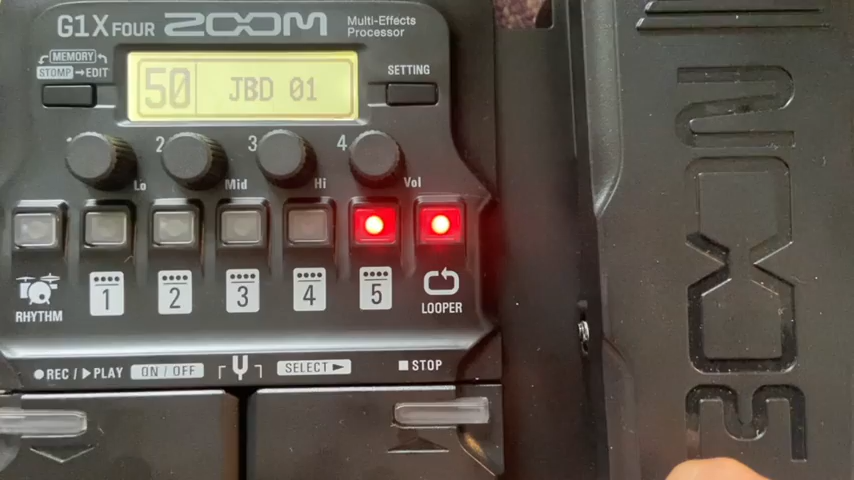 G1X FOUR ZOOM Multi-Effects
Processor
MEMORY
STOMP → EDIT
50 JBD 01
SETTING
2 3 4
Lo Mid Hi Vol
1 2 3 4 5
RHYTHM LOOPER
●REC / ▶PLAY ON / OFF SELECT ▶ ■ STOP
ZOOM